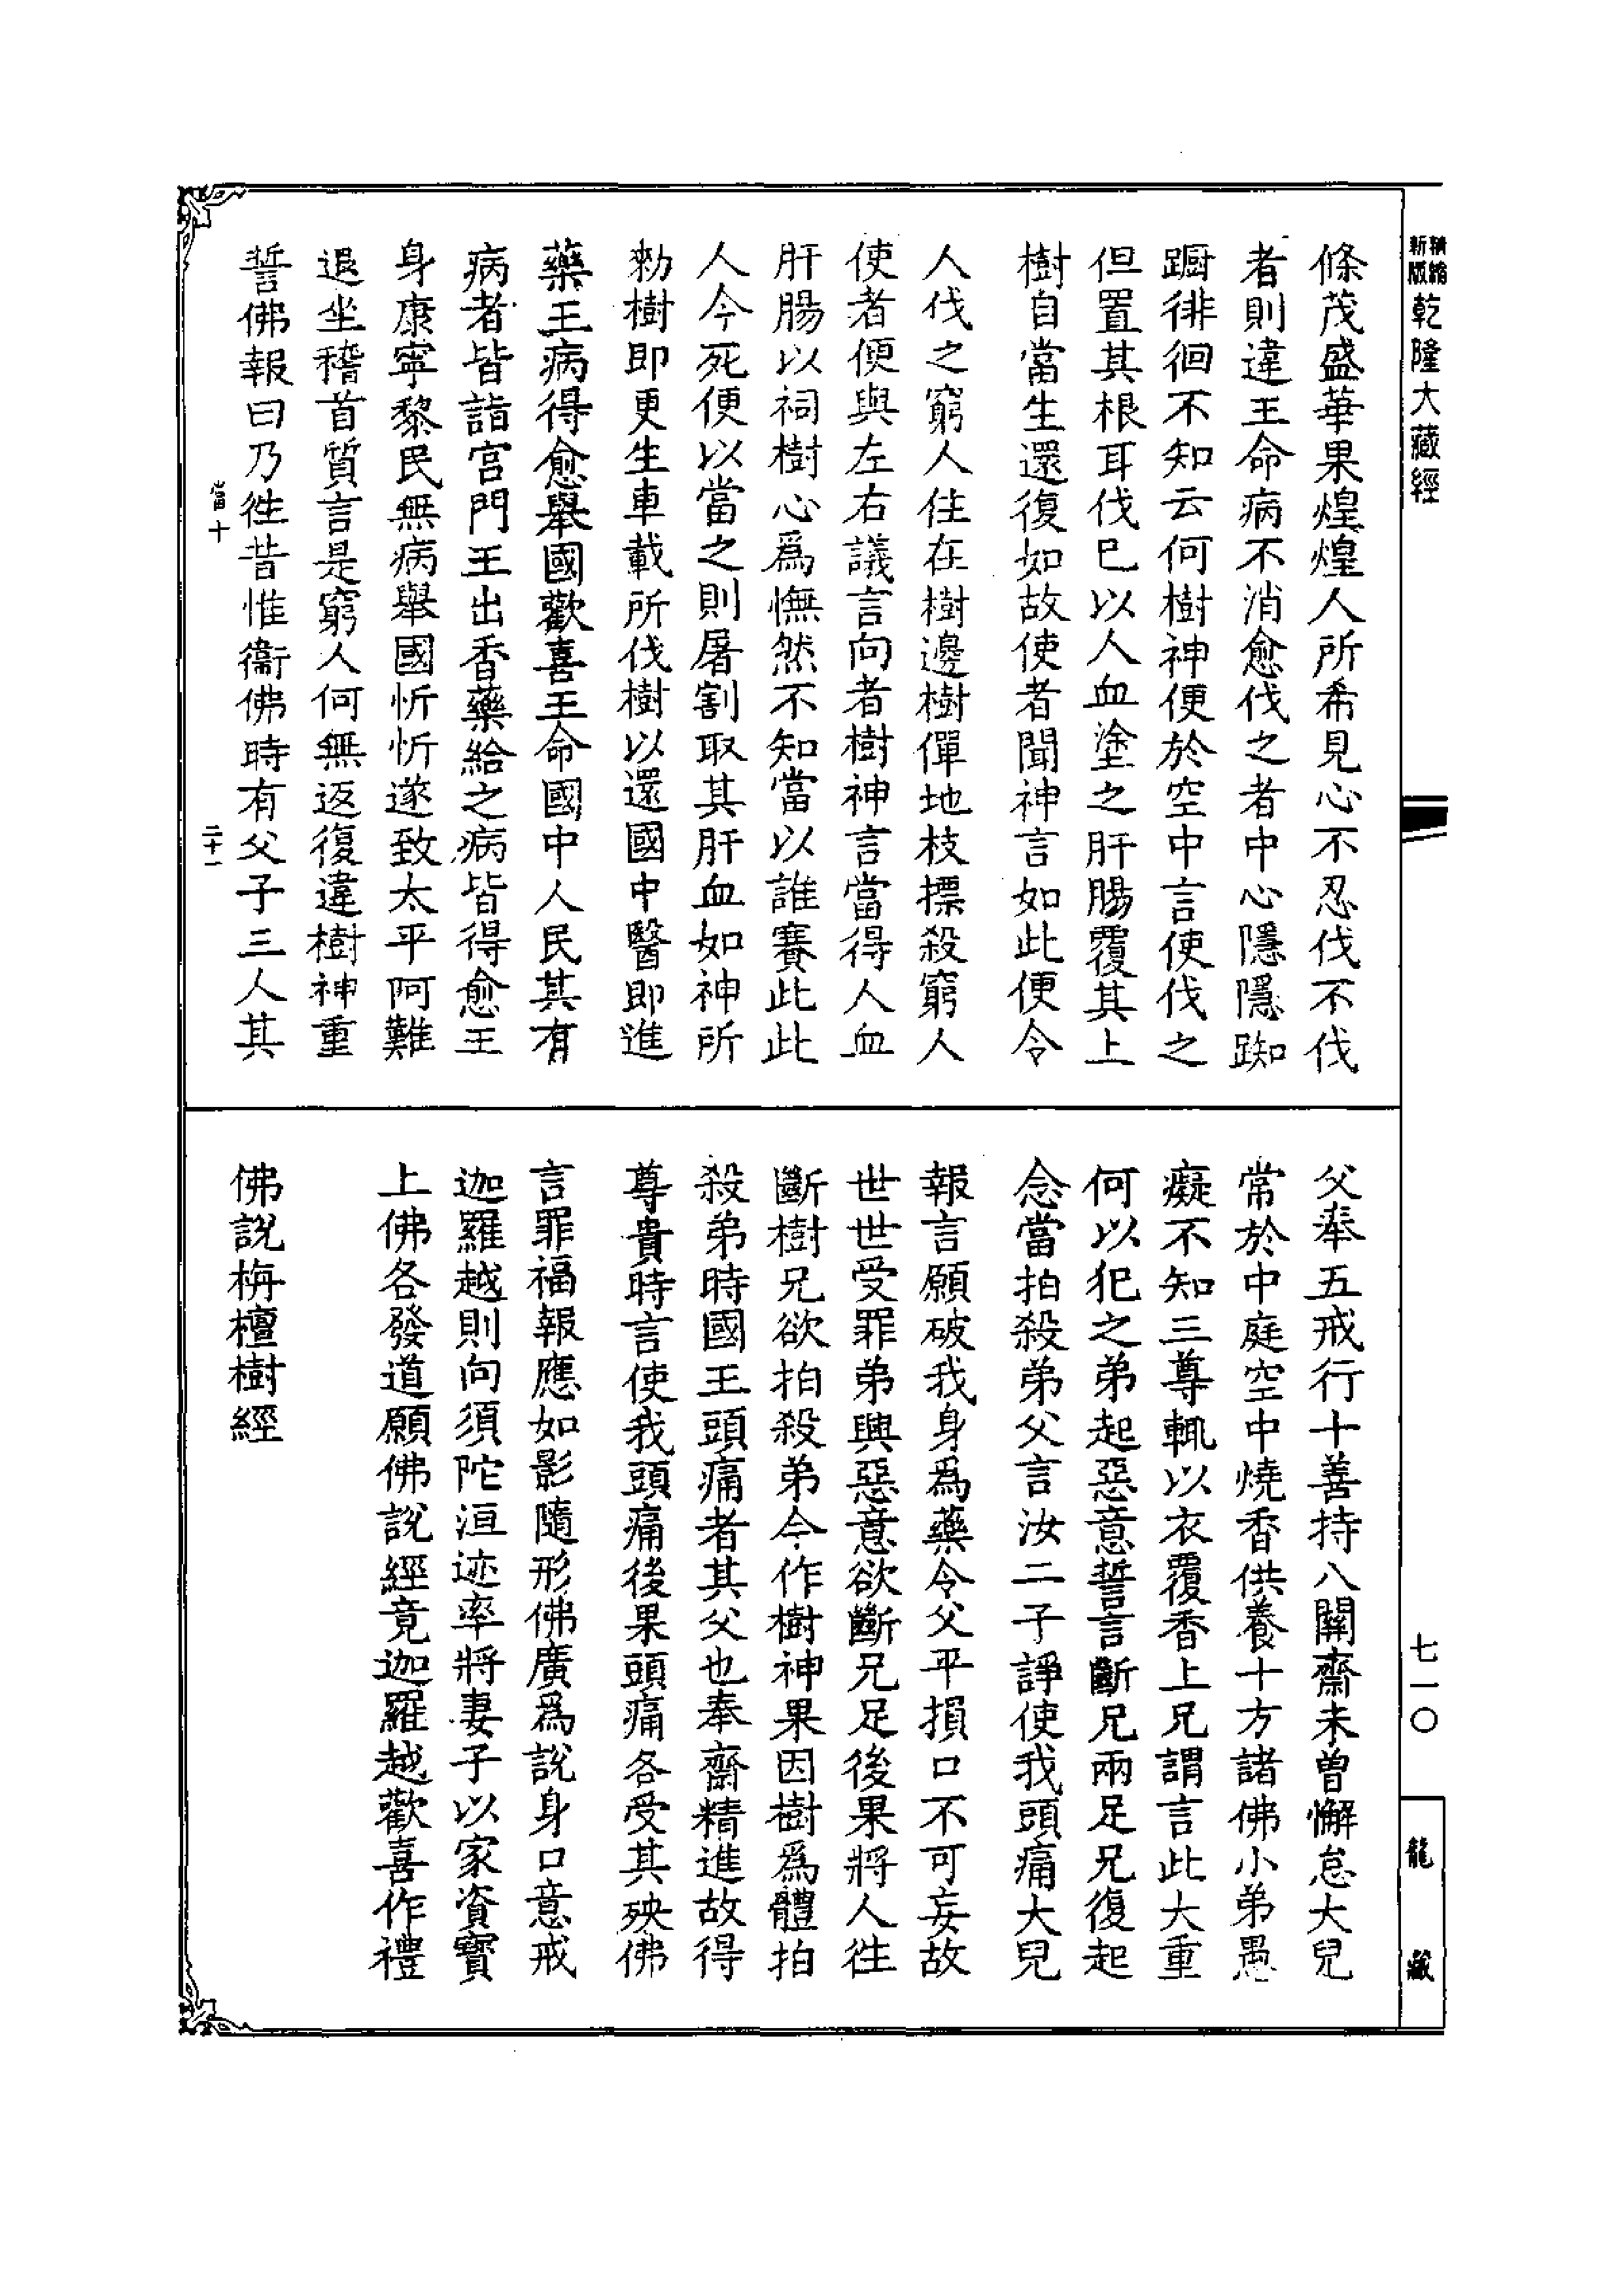 精縮新版乾隆大藏經
七一〇
龍藏
條茂盛華果煌煌人所希見心不忍伐不伐
者則違王命病不消愈伐之者中心隱隱踟
蹰徘徊不知云何樹神便於空中言使伐之
但置其根耳伐巳以人血塗之肝腸覆其上
樹自當生還復如故使者聞神言如此便令
人伐之窮人住在樹邊樹僤地枝摽殺窮人
使者便與左右議言向者樹神言當得人血
肝腸以祠樹心爲憮然不知當以誰賽此此
人今死便以當之則屠割取其肝血如神所
勑樹即更生車載所伐樹以還國中醫即進
藥王病得愈舉國歡喜王命國中人民其有
病者皆詣宮門王出香藥給之病皆得愈王
身康寧黎民無病舉國忻忻遂致太平阿難
退坐稽首質言是窮人何無返復違樹神重
誓佛報曰乃徃昔惟衞佛時有父子三人其
當十
二十一
父奉五戒行十善持八關齋未曽懈怠大兒
常於中庭空中燒香供養十方諸佛小弟愚
癡不知三尊輒以衣覆香上兄謂言此大重
何以犯之弟起惡意誓言斷兄兩足兄復起
念當拍殺弟父言汝二子諍使我頭痛大兒
報言願破我身爲藥令父平損口不可妄故
世世受罪弟興惡意欲斷兄足後果將人徃
斷樹兄欲拍殺弟今作樹神果因樹爲體拍
殺弟時國王頭痛者其父也奉齋精進故得
尊貴時言使我頭痛後果頭痛各受其殃佛
言罪福報應如影隨形佛廣爲說身口意戒
迦羅越則向須陀洹迹率將妻子以家資寳
上佛各發道願佛說經竟迦羅越歡喜作禮
佛說栴檀樹經